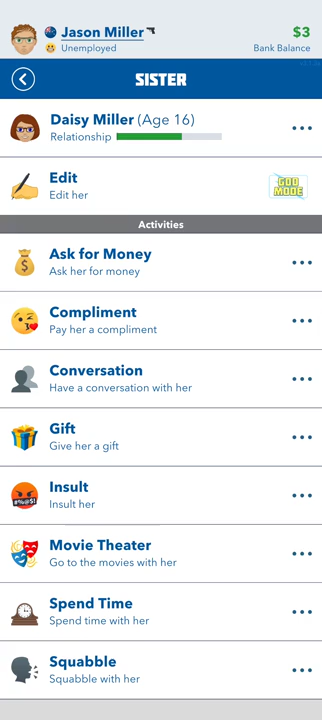 Jason Miller
$3
Unemployed
Bank Balance
SISTER
Daisy Miller (Age 16)
Relationship
Edit
Edit her
GOD
MODE
Activities
Ask for Money
Ask her for money
Compliment
Pay her a compliment
Conversation
Have a conversation with her
Gift
Give her a gift
Insult
Insult her
Movie Theater
Go to the movies with her
Spend Time
Spend time with her
Squabble
Squabble with her